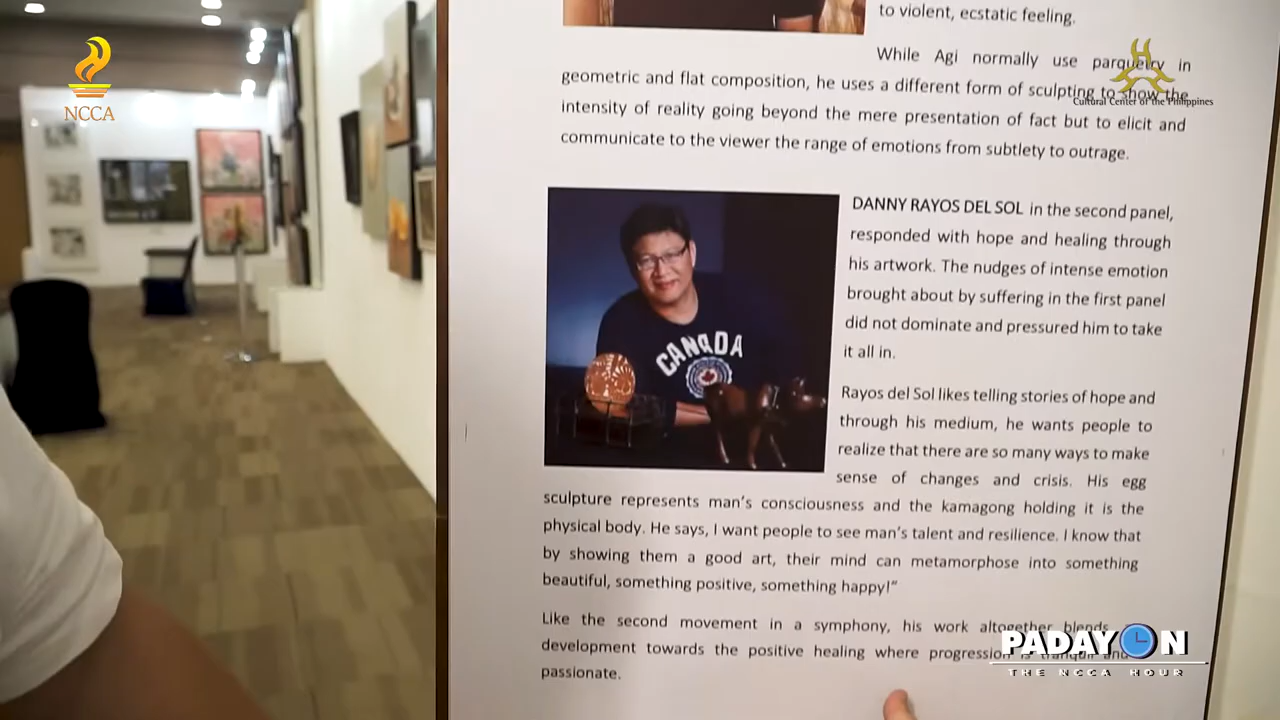 NCCA
Cultural Center of the Philippines
to violent, ecstatic feeling.
While Agi normally use parquetry in
geometric and flat composition, he uses a different form of sculpting to show the
intensity of reality going beyond the mere presentation of fact but to elicit and
communicate to the viewer the range of emotions from subtlety to outrage.
CANADA
DANNY RAYOS DEL SOL in the second panel,
responded with hope and healing through
his artwork. The nudges of intense emotion
brought about by suffering in the first panel
did not dominate and pressured him to take
it all in.
Rayos del Sol likes telling stories of hope and
through his medium, he wants people to
realize that there are so many ways to make
sense of changes and crisis. His egg
sculpture represents man's consciousness and the kamagong holding it is the
physical body. He says, I want people to see man's talent and resilience. I know that
by showing them a good art, their mind can metamorphose into something
beautiful, something positive, something happy!"
Like the second movement in a symphony, his work altogether blends
development towards the positive healing where progression is tranquil and
passionate.
PADAYON
THE NCCA HOUR